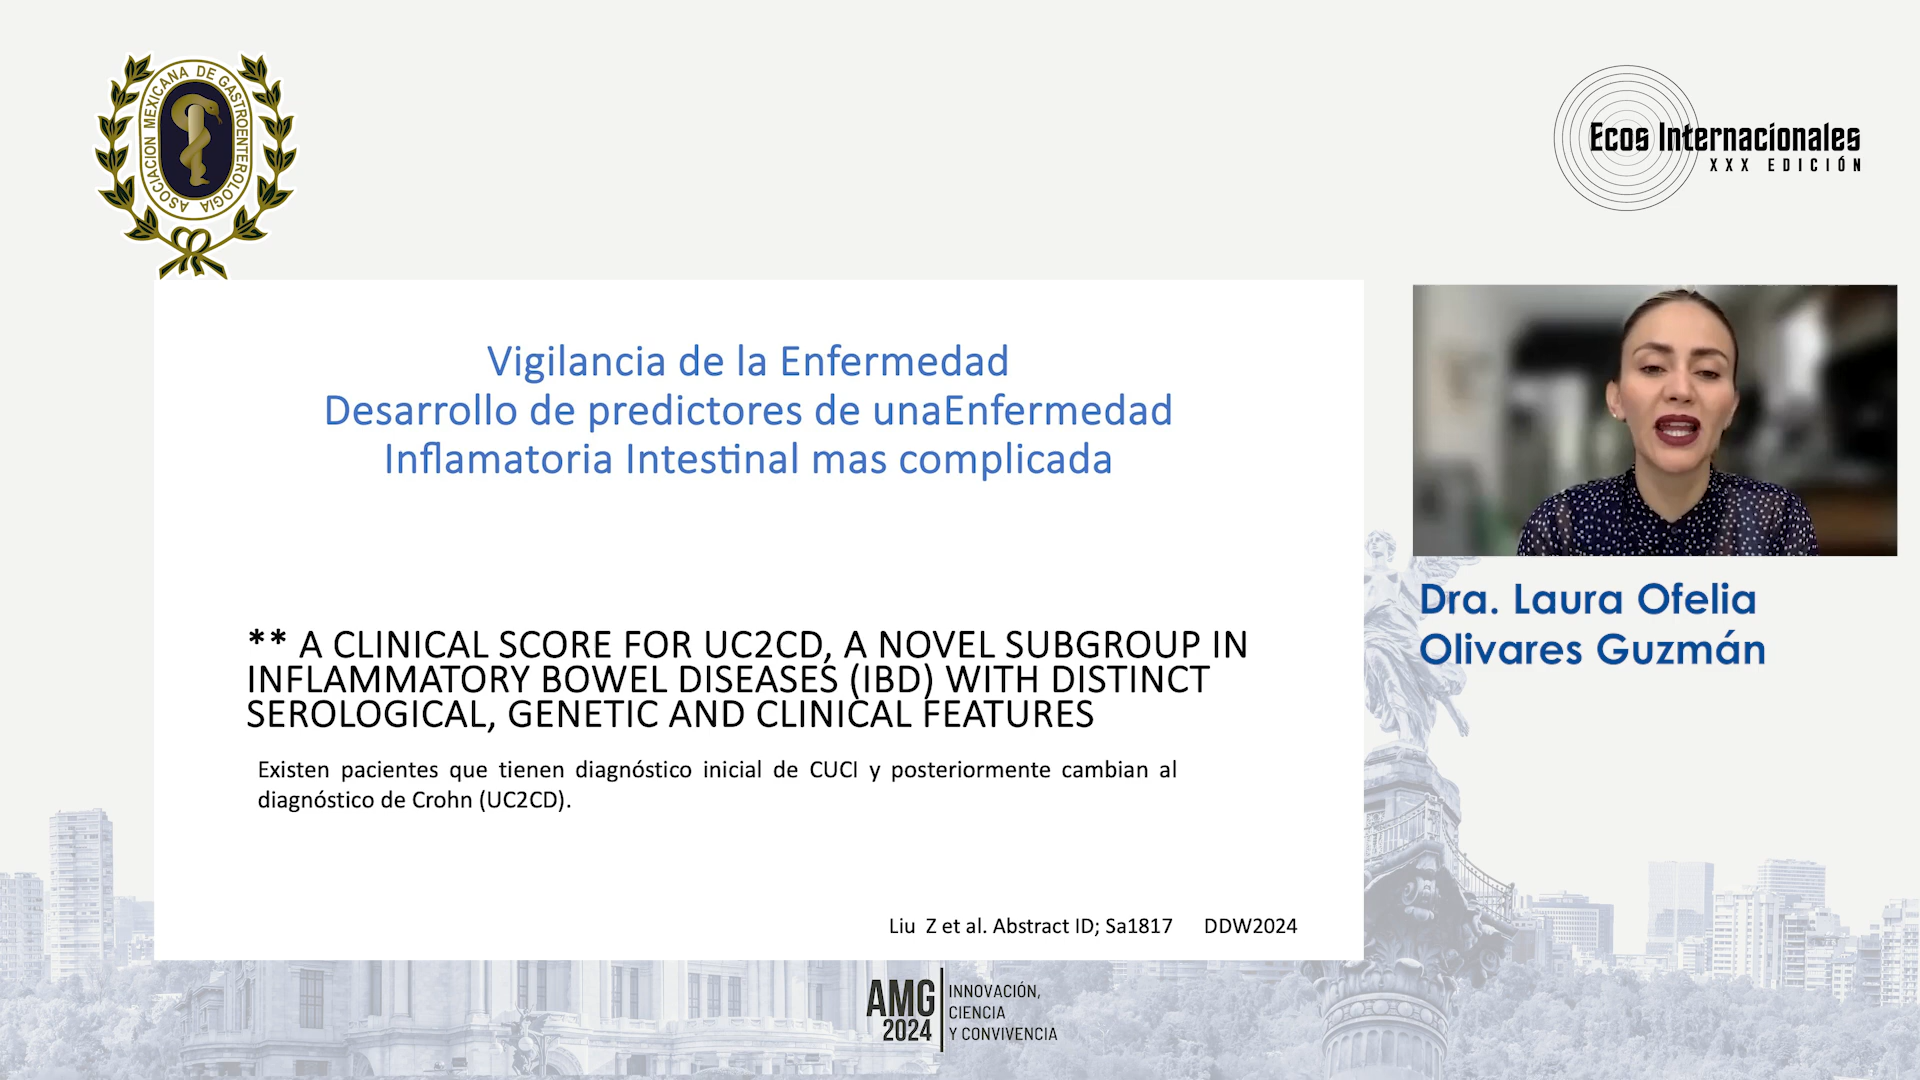 ASOCIACION MEXICANA DE GASTROENTEROLOGIA
Ecos Internacionales
XXX EDICIÓN
Vigilancia de la Enfermedad
Desarrollo de predictores de unaEnfermedad
Inflamatoria Intestinal mas complicada
** A CLINICAL SCORE FOR UC2CD, A NOVEL SUBGROUP IN
INFLAMMATORY BOWEL DISEASES (IBD) WITH DISTINCT
SEROLOGICAL, GENETIC AND CLINICAL FEATURES
Existen pacientes que tienen diagnóstico inicial de CUCI y posteriormente cambian al
diagnóstico de Crohn (UC2CD).
Liu Z et al. Abstract ID; Sa1817 DDW2024
Dra. Laura Ofelia
Olivares Guzmán
AMG
2024
INNOVACIÓN,
CIENCIA
Y CONVIVENCIA